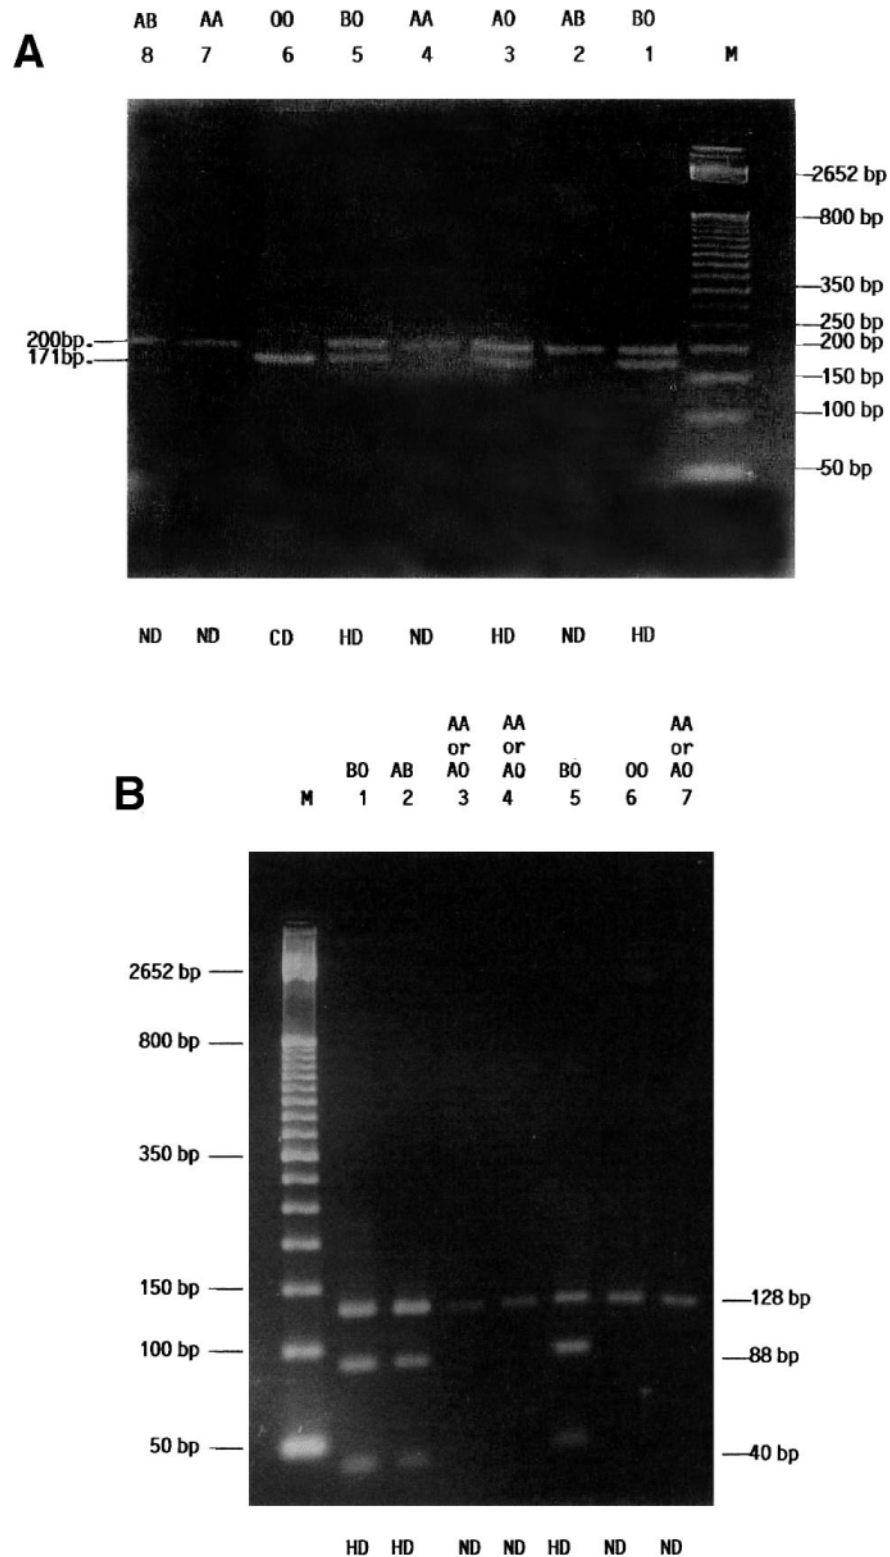 A
AB AA OO BO AA AO AB BO
8 7 6 5 4 3 2 1 M
2652 bp
800 bp
350 bp
250 bp
200 bp
200bp.
171bp.
150 bp
100 bp
50 bp
ND ND CD HD ND HD ND HD
B
AA AA AA
or or or
BO AB AO AO BO OO AO
M 1 2 3 4 5 6 7
2652 bp
800 bp
350 bp
150 bp
128 bp
100 bp
88 bp
50 bp
40 bp
HD HD ND ND HD ND ND